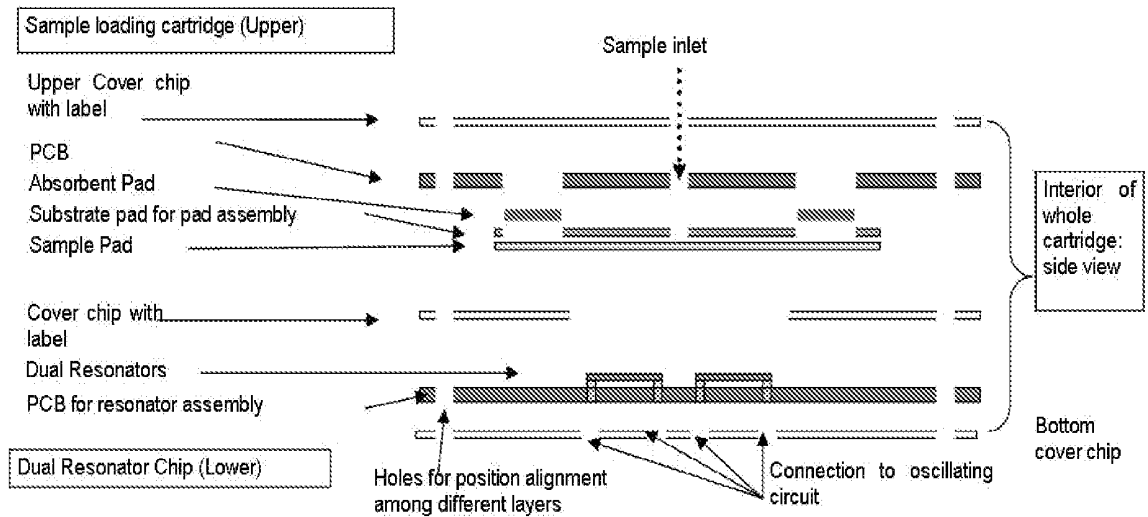 Sample loading cartridge (Upper)
Sample inlet
Upper Cover chip
with label
PCB
Absorbent Pad
Substrate pad for pad assembly
Sample Pad
Interior of
whole
cartridge:
side view
Cover chip with
label
Dual Resonators
PCB for resonator assembly
Bottom
cover chip
Dual Resonator Chip (Lower)
Holes for position alignment
among different layers
Connection to oscillating
circuit